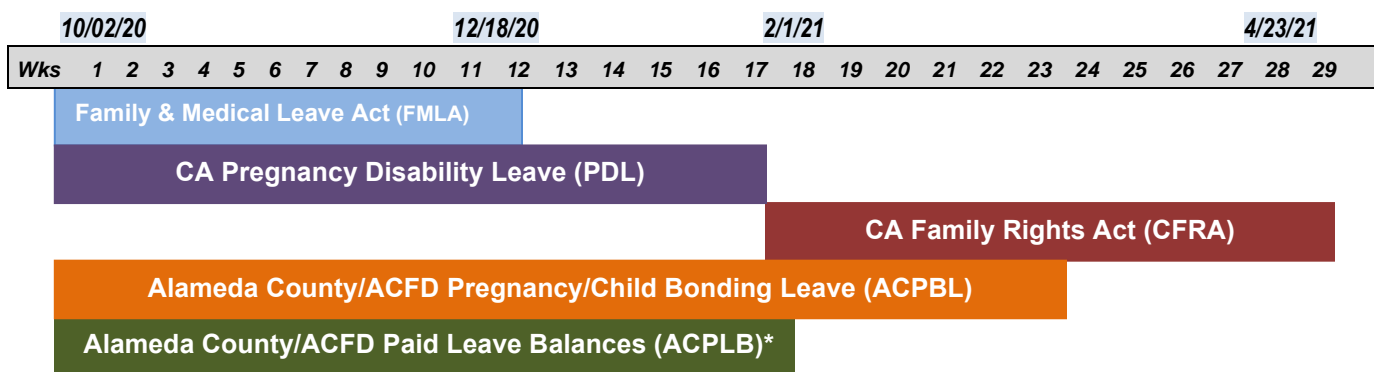 10/02/20 12/18/20 2/1/21 4/23/21
Wks 1 2 3 4 5 6 7 8 9 10 11 12 13 14 15 16 17 18 19 20 21 22 23 24 25 26 27 28 29
Family & Medical Leave Act (FMLA)
CA Pregnancy Disability Leave (PDL)
CA Family Rights Act (CFRA)
Alameda County/ACFD Pregnancy/Child Bonding Leave (ACPBL)
Alameda County/ACFD Paid Leave Balances (ACPLB)*